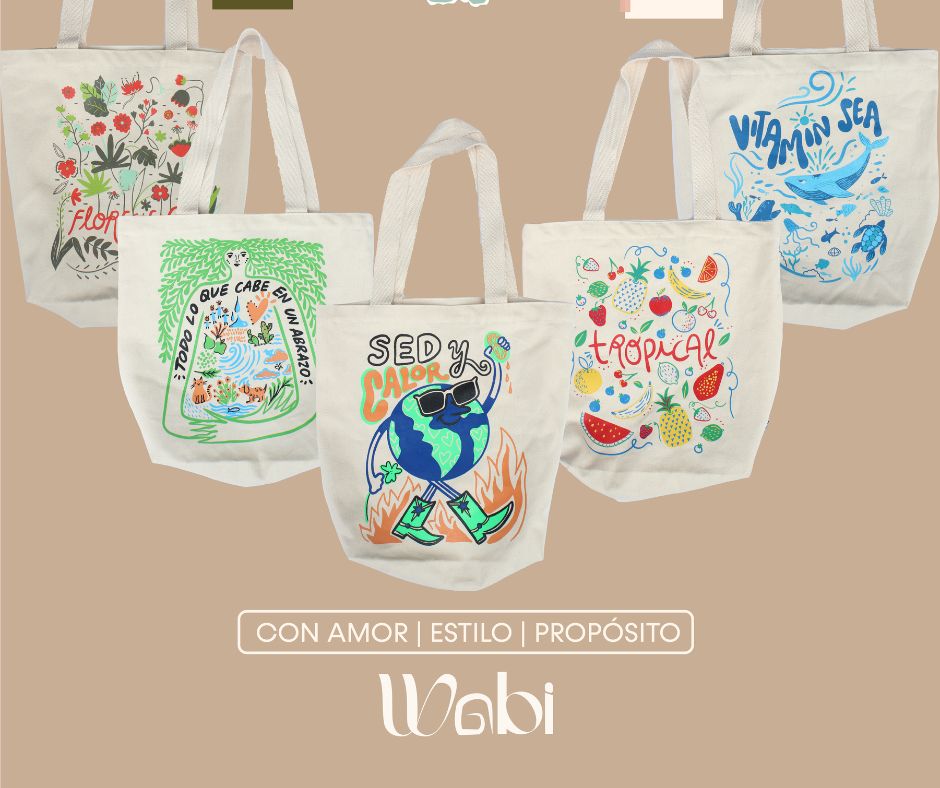 VITAMIN SEA
TODO LO QUE CABE EN UN ABRAZO
SED y
CALOR
tROPICAL
CON AMOR | ESTILO | PROPÓSITO
Wabi